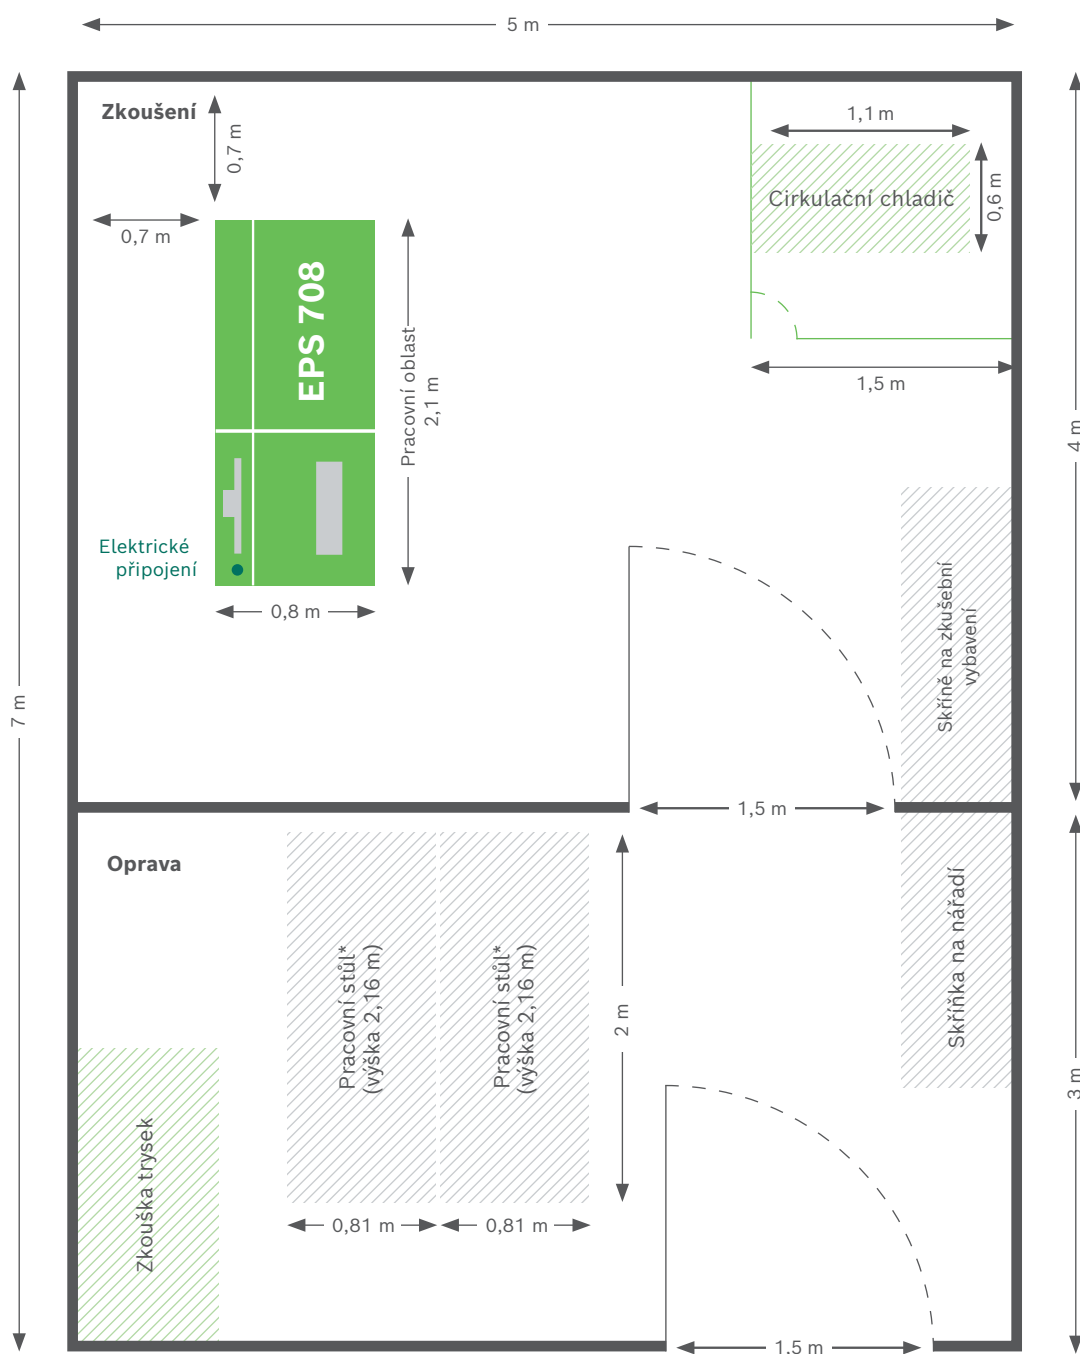 5 m
Zkoušení
0,7 m
0,7 m
1,1 m
Cirkulační chladič
0,6 m
1,5 m
EPS 708
Pracovní oblast
2,1 m
Elektrické
připojení
0,8 m
4 m
7 m
Skříně na zkušební
vybavení
1,5 m
Oprava
Pracovní stůl*
(výška 2,16 m)
Pracovní stůl*
(výška 2,16 m)
2 m
Skříňka na nářadí
3 m
Zkouška trysek
0,81 m
0,81 m
1,5 m